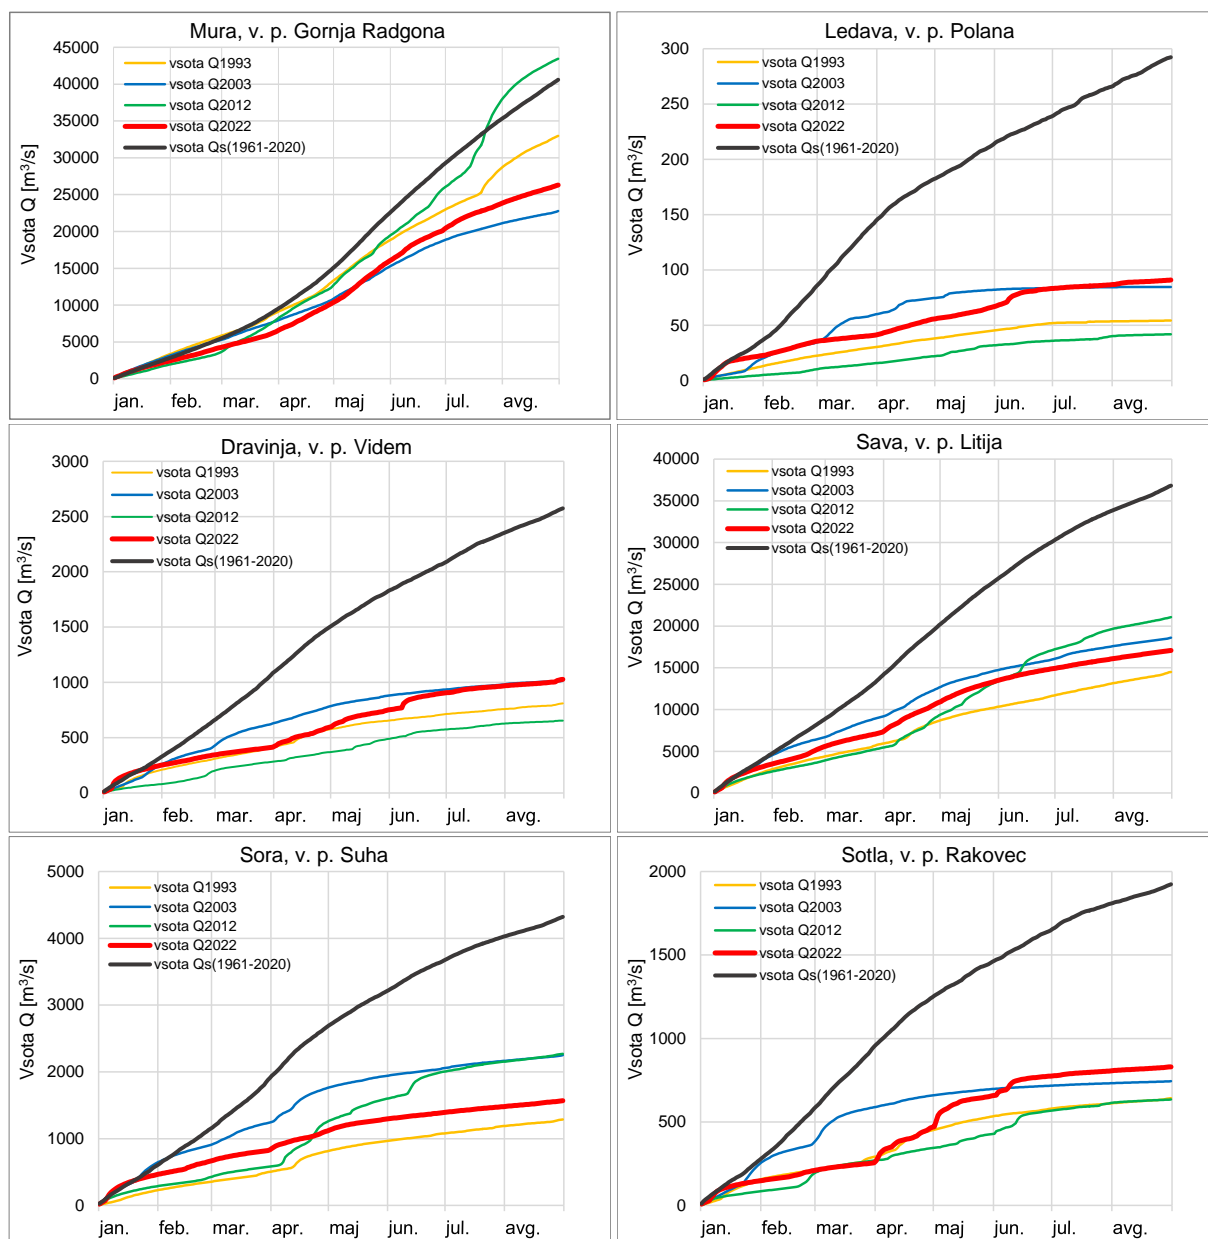 Mura, v. p. Gornja Radgona
Vsota Q [m³/s]
45000
40000
35000
30000
25000
20000
15000
10000
5000
0
vsota Q1993
vsota Q2003
vsota Q2012
vsota Q2022
vsota Qs(1961-2020)
jan. feb. mar. apr. maj jun. jul. avg.
Ledava, v. p. Polana
Vsota Q [m³/s]
300
250
200
150
100
50
0
vsota Q1993
vsota Q2003
vsota Q2012
vsota Q2022
vsota Qs(1961-2020)
jan. feb. mar. apr. maj jun. jul. avg.
Dravinja, v. p. Videm
Vsota Q [m³/s]
3000
2500
2000
1500
1000
500
0
vsota Q1993
vsota Q2003
vsota Q2012
vsota Q2022
vsota Qs(1961-2020)
jan. feb. mar. apr. maj jun. jul. avg.
Sava, v. p. Litija
Vsota Q [m³/s]
40000
35000
30000
25000
20000
15000
10000
5000
0
vsota Q1993
vsota Q2003
vsota Q2012
vsota Q2022
vsota Qs(1961-2020)
jan. feb. mar. apr. maj jun. jul. avg.
Sora, v. p. Suha
Vsota Q [m³/s]
5000
4000
3000
2000
1000
0
vsota Q1993
vsota Q2003
vsota Q2012
vsota Q2022
vsota Qs(1961-2020)
jan. feb. mar. apr. maj jun. jul. avg.
Sotla, v. p. Rakovec
Vsota Q [m³/s]
2000
1500
1000
500
0
vsota Q1993
vsota Q2003
vsota Q2012
vsota Q2022
vsota Qs(1961-2020)
jan. feb. mar. apr. maj jun. jul. avg.